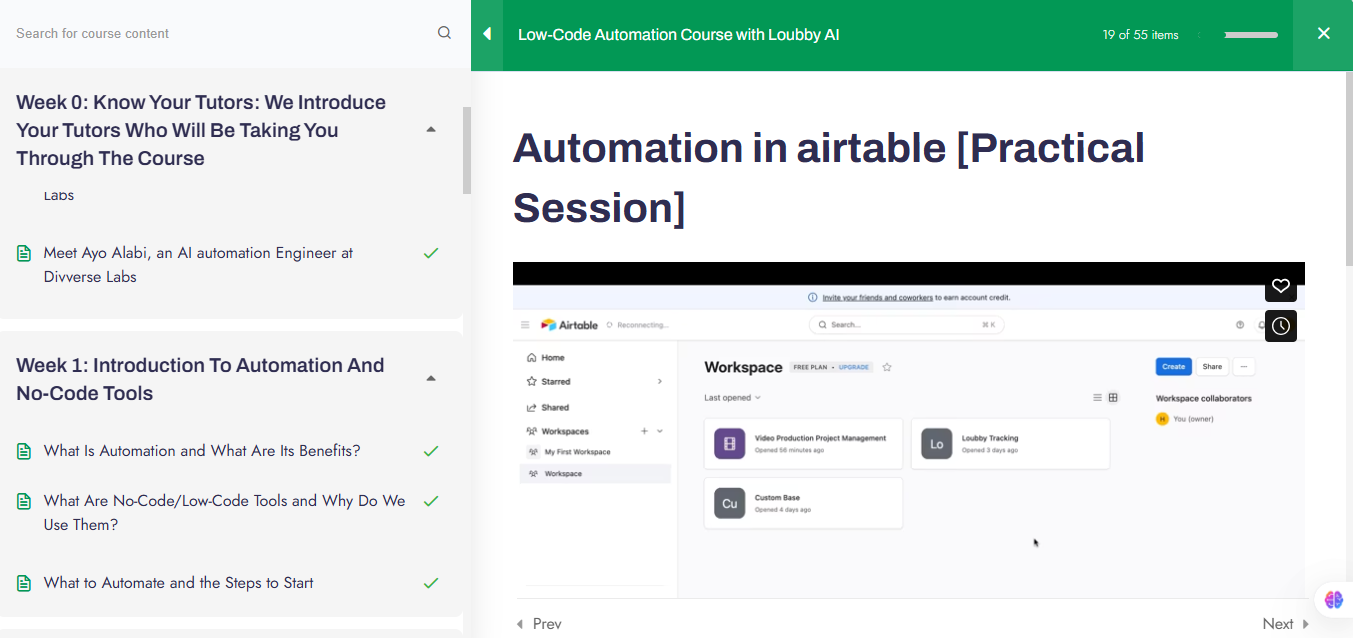 Search for course content
Week 0: Know Your Tutors: We Introduce
Your Tutors Who Will Be Taking You
Through The Course
Labs
Meet Ayo Alabi, an AI automation Engineer at
Divverse Labs
Week 1: Introduction To Automation And
No-Code Tools
What Is Automation and What Are Its Benefits?
What Are No-Code/Low-Code Tools and Why Do We
Use Them?
What to Automate and the Steps to Start
Low-Code Automation Course with Loubby AI
19 of 55 items
Automation in airtable [Practical
Session]
Invite your friends and coworkers to earn account credit.
Airtable
Reconnecting...
Search...
⌘ K
Home
Starred
Shared
Workspaces
My First Workspace
Workspace
Workspace
FREE PLAN • UPGRADE
Create
Share
...
Last opened
Workspace collaborators
H
You (owner)
Video Production Project Management
Opened 56 minutes ago
Lo
Loubby Tracking
Opened 3 days ago
Cu
Custom Base
Opened 4 days ago
Prev
Next